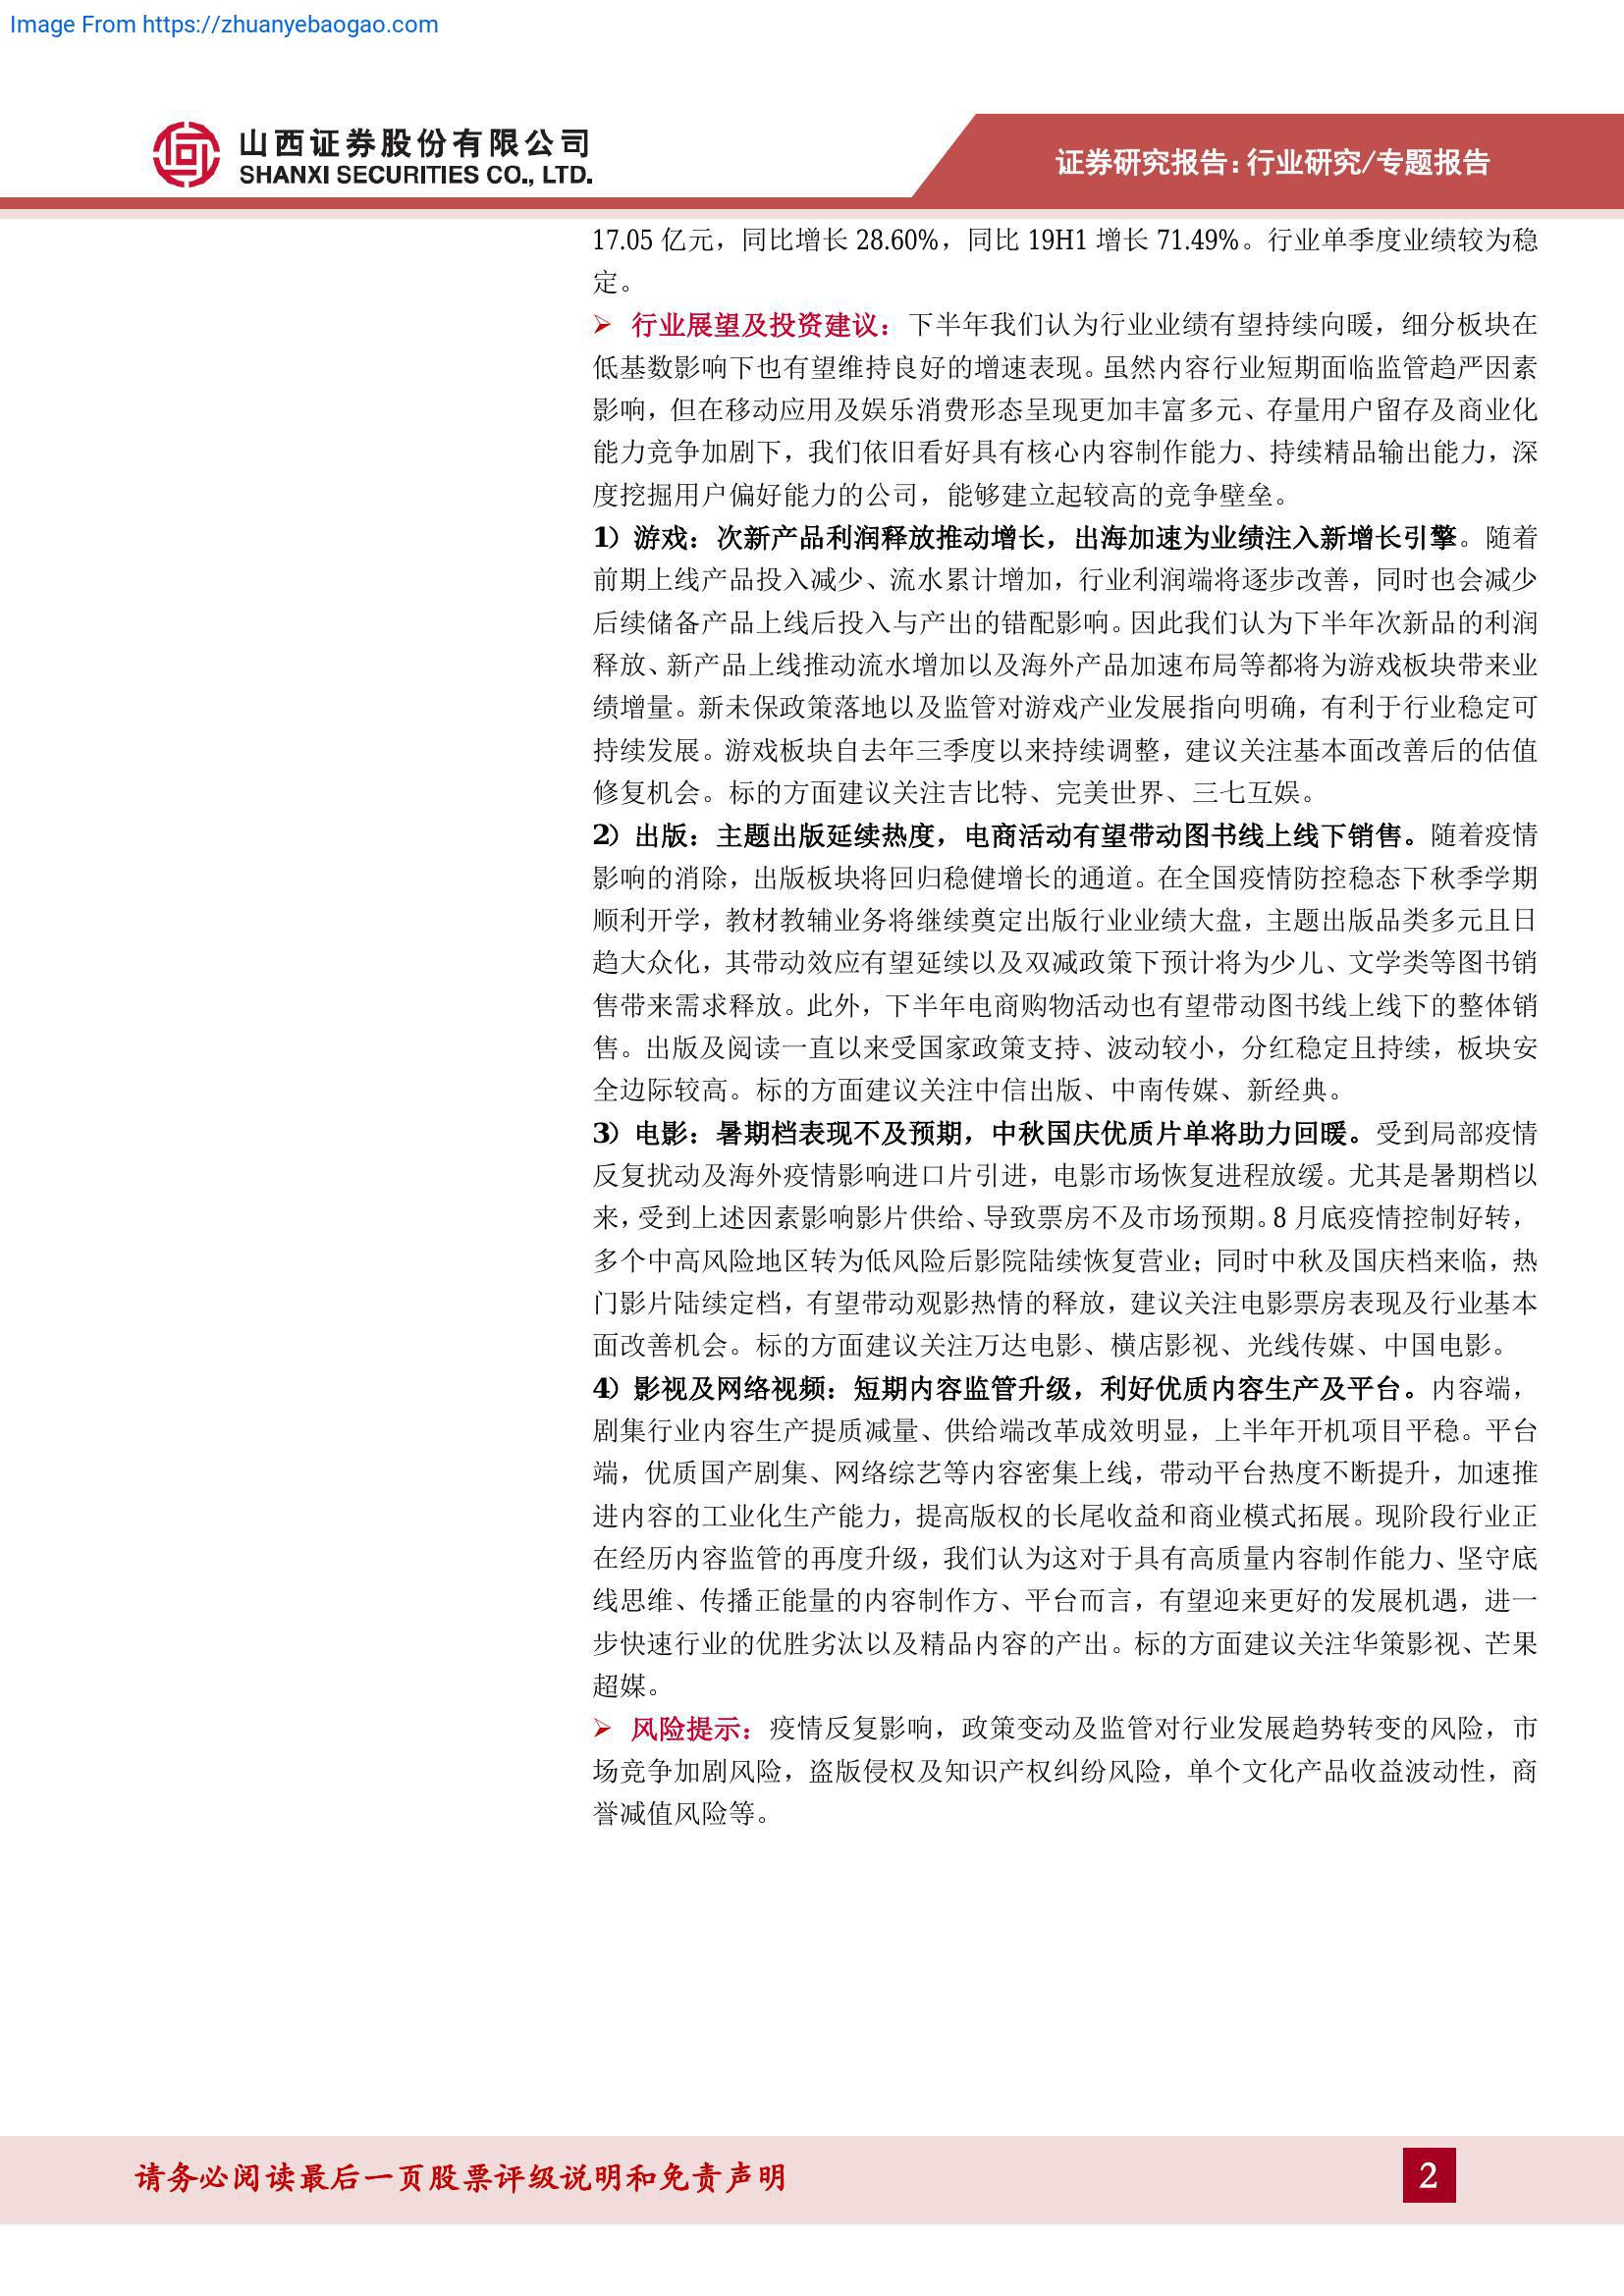 Image From https://zhuanyebaogao.com
山西证券股份有限公司
SHANXI SECURITIES CO., LTD.
证券研究报告：行业研究/专题报告
17.05 亿元，同比增长 28.60%，同比 19H1 增长 71.49%。行业单季度业绩较为稳
定。
➢ 行业展望及投资建议：下半年我们认为行业业绩有望持续向暖，细分板块在
低基数影响下也有望维持良好的增速表现。虽然内容行业短期面临监管趋严因素
影响，但在移动应用及娱乐消费形态呈现更加丰富多元、存量用户留存及商业化
能力竞争加剧下，我们依旧看好具有核心内容制作能力、持续精品输出能力，深
度挖掘用户偏好能力的公司，能够建立起较高的竞争壁垒。
1）游戏：次新产品利润释放推动增长，出海加速为业绩注入新增长引擎。随着
前期上线产品投入减少、流水累计增加，行业利润端将逐步改善，同时也会减少
后续储备产品上线后投入与产出的错配影响。因此我们认为下半年次新品的利润
释放、新产品上线推动流水增加以及海外产品加速布局等都将为游戏板块带来业
绩增量。新未保政策落地以及监管对游戏产业发展指向明确，有利于行业稳定可
持续发展。游戏板块自去年三季度以来持续调整，建议关注基本面改善后的估值
修复机会。标的方面建议关注吉比特、完美世界、三七互娱。
2）出版：主题出版延续热度，电商活动有望带动图书线上线下销售。随着疫情
影响的消除，出版板块将回归稳健增长的通道。在全国疫情防控稳态下秋季学期
顺利开学，教材教辅业务将继续奠定出版行业业绩大盘，主题出版品类多元且日
趋大众化，其带动效应有望延续以及双减政策下预计将为少儿、文学类等图书销
售带来需求释放。此外，下半年电商购物活动也有望带动图书线上线下的整体销
售。出版及阅读一直以来受国家政策支持、波动较小，分红稳定且持续，板块安
全边际较高。标的方面建议关注中信出版、中南传媒、新经典。
3）电影：暑期档表现不及预期，中秋国庆优质片单将助力回暖。受到局部疫情
反复扰动及海外疫情影响进口片引进，电影市场恢复进程放缓。尤其是暑期档以
来，受到上述因素影响影片供给、导致票房不及市场预期。8 月底疫情控制好转，
多个中高风险地区转为低风险后影院陆续恢复营业；同时中秋及国庆档来临，热
门影片陆续定档，有望带动观影热情的释放，建议关注电影票房表现及行业基本
面改善机会。标的方面建议关注万达电影、横店影视、光线传媒、中国电影。
4）影视及网络视频：短期内容监管升级，利好优质内容生产及平台。内容端，
剧集行业内容生产提质减量、供给端改革成效明显，上半年开机项目平稳。平台
端，优质国产剧集、网络综艺等内容密集上线，带动平台热度不断提升，加速推
进内容的工业化生产能力，提高版权的长尾收益和商业模式拓展。现阶段行业正
在经历内容监管的再度升级，我们认为这对于具有高质量内容制作能力、坚守底
线思维、传播正能量的内容制作方、平台而言，有望迎来更好的发展机遇，进一
步快速行业的优胜劣汰以及精品内容的产出。标的方面建议关注华策影视、芒果
超媒。
➢ 风险提示：疫情反复影响，政策变动及监管对行业发展趋势转变的风险，市
场竞争加剧风险，盗版侵权及知识产权纠纷风险，单个文化产品收益波动性，商
誉减值风险等。
请务必阅读最后一页股票评级说明和免责声明
2